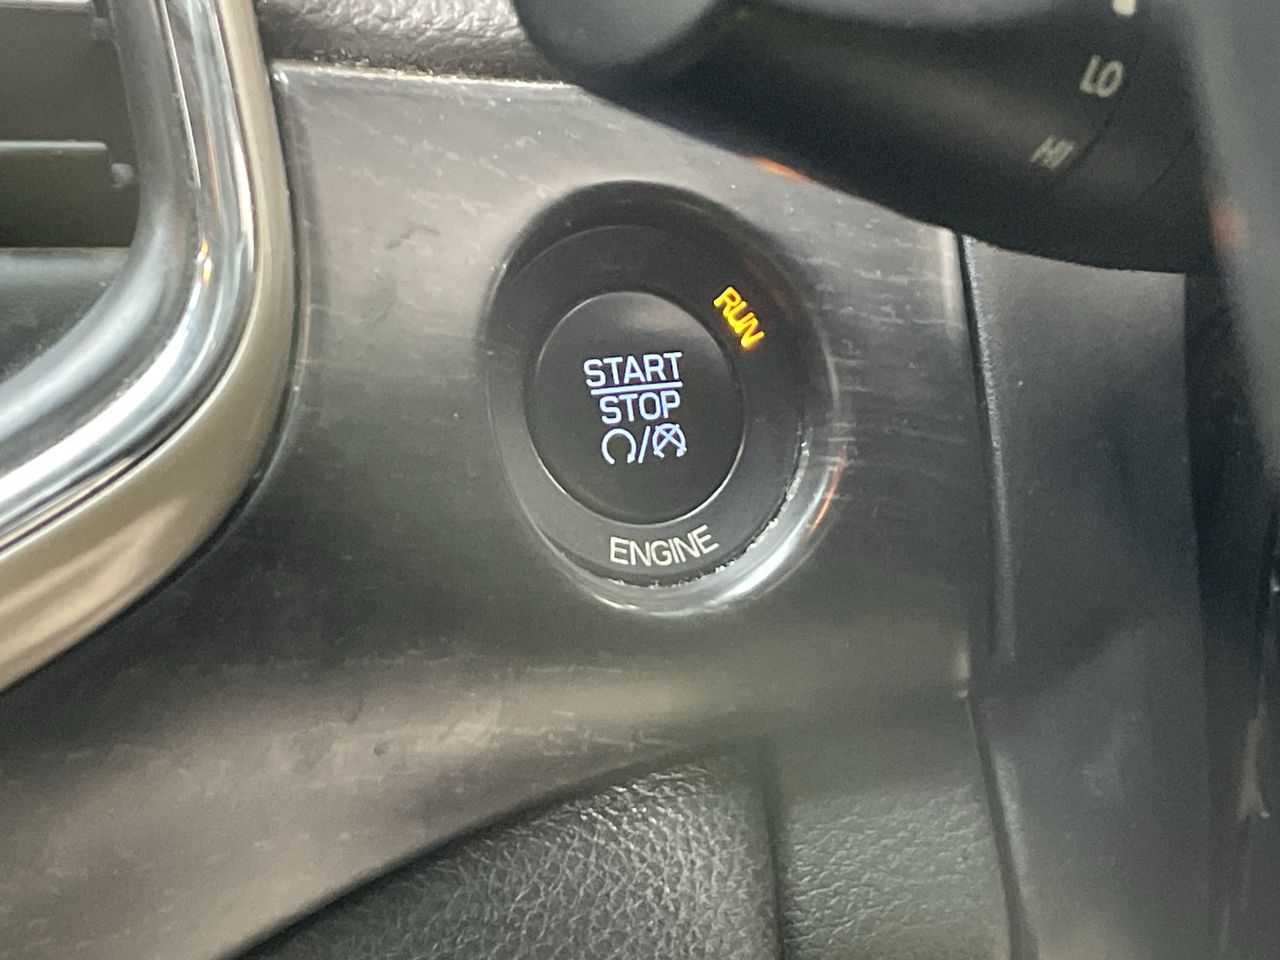 LO
HI
RUN
START
STOP
ENGINE